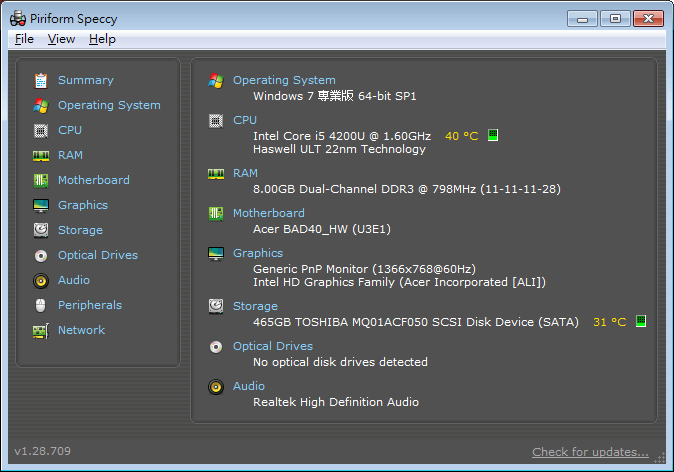 Piriform Speccy
File View Help
Summary
Operating System
CPU
RAM
Motherboard
Graphics
Storage
Optical Drives
Audio
Peripherals
Network
Operating System
Windows 7 專業版 64-bit SP1
CPU
Intel Core i5 4200U @ 1.60GHz 40 °C
Haswell ULT 22nm Technology
RAM
8.00GB Dual-Channel DDR3 @ 798MHz (11-11-11-28)
Motherboard
Acer BAD40_HW (U3E1)
Graphics
Generic PnP Monitor (1366x768@60Hz)
Intel HD Graphics Family (Acer Incorporated [ALI])
Storage
465GB TOSHIBA MQ01ACF050 SCSI Disk Device (SATA) 31 °C
Optical Drives
No optical disk drives detected
Audio
Realtek High Definition Audio
v1.28.709
Check for updates...